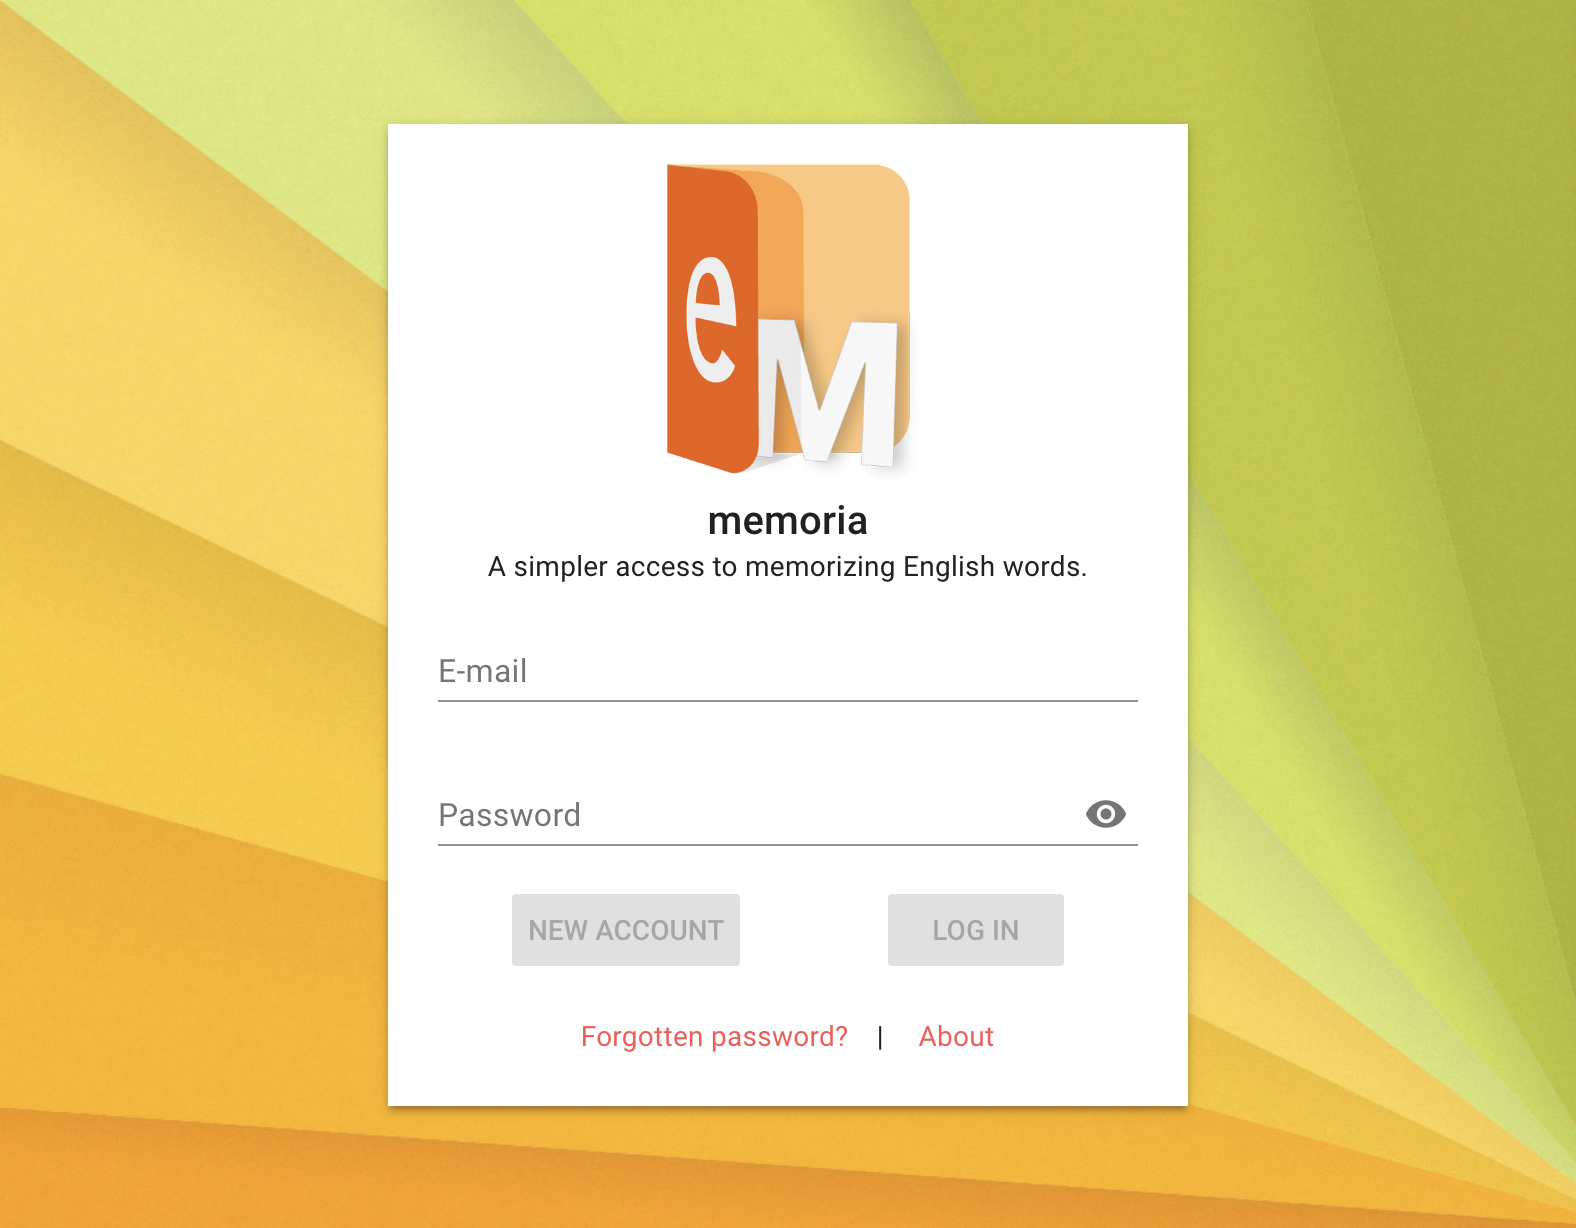 eM
memoria
A simpler access to memorizing English words.
E-mail
Password
NEW ACCOUNT
LOG IN
Forgotten password? | About